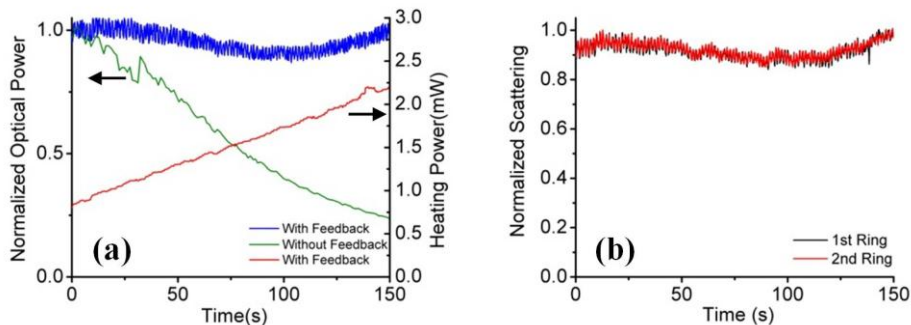 1.0
0.5
0.0
Normalized Optical Power
3.0
2.5
2.0
1.5
1.0
0.5
0.0
Heating Power(mW)
With Feedback
Without Feedback
With Feedback
(a)
0 50 100 150
Time(s)
1.0
0.8
0.6
0.4
0.2
0
Normalized Scattering
1st Ring
2nd Ring
(b)
0 50 100 150
Time (s)